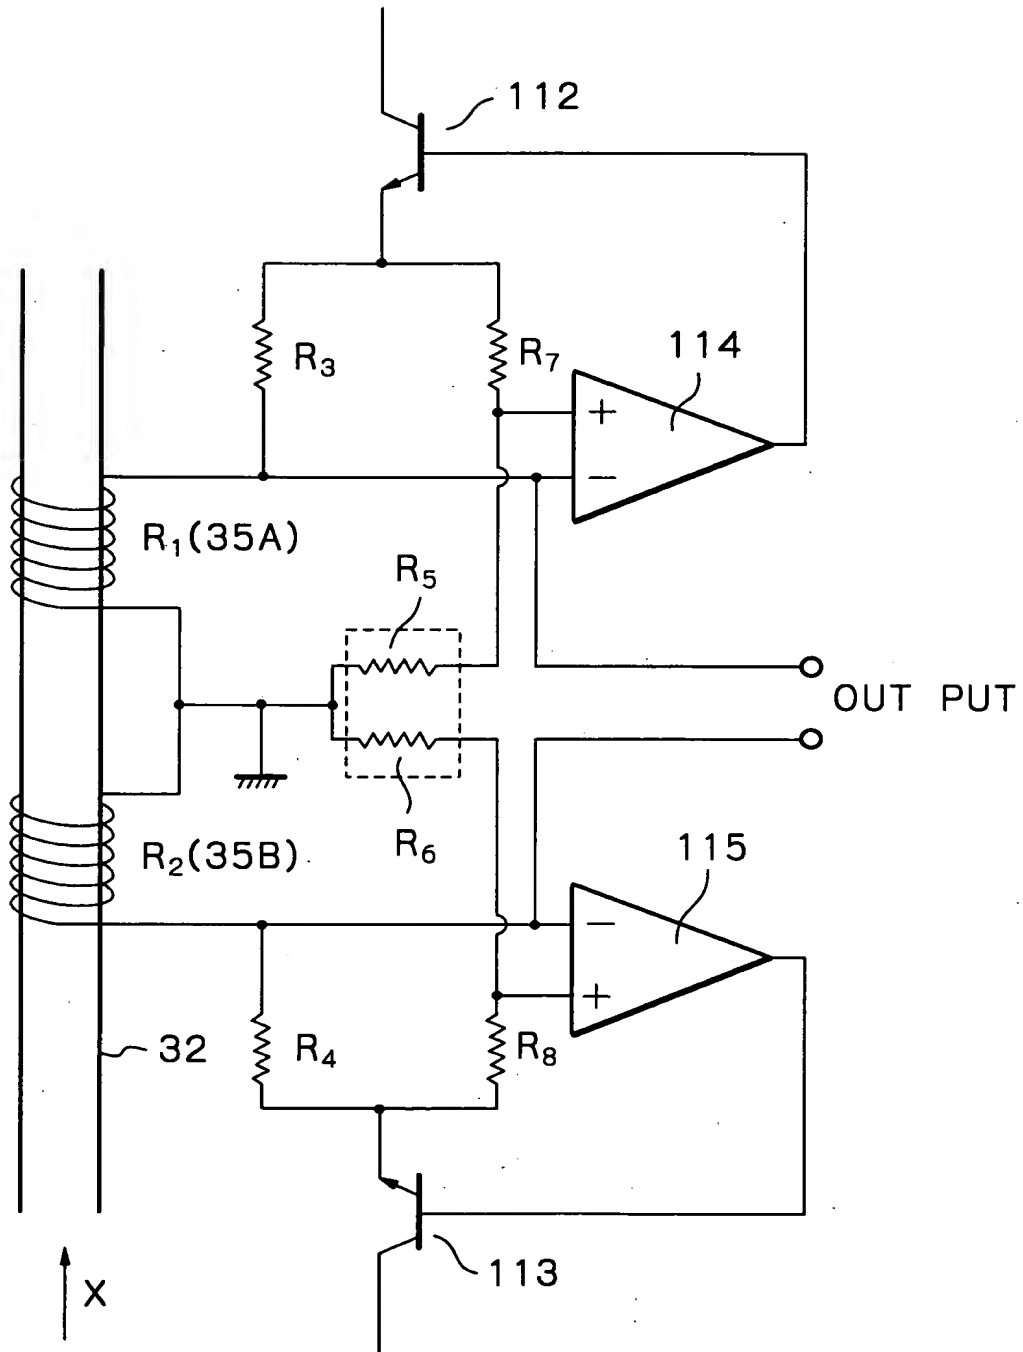 112
R3
R7
114
+
−
R1(35A)
R5
OUT PUT
R6
R2(35B)
115
−
+
32
R4
R8
113
X